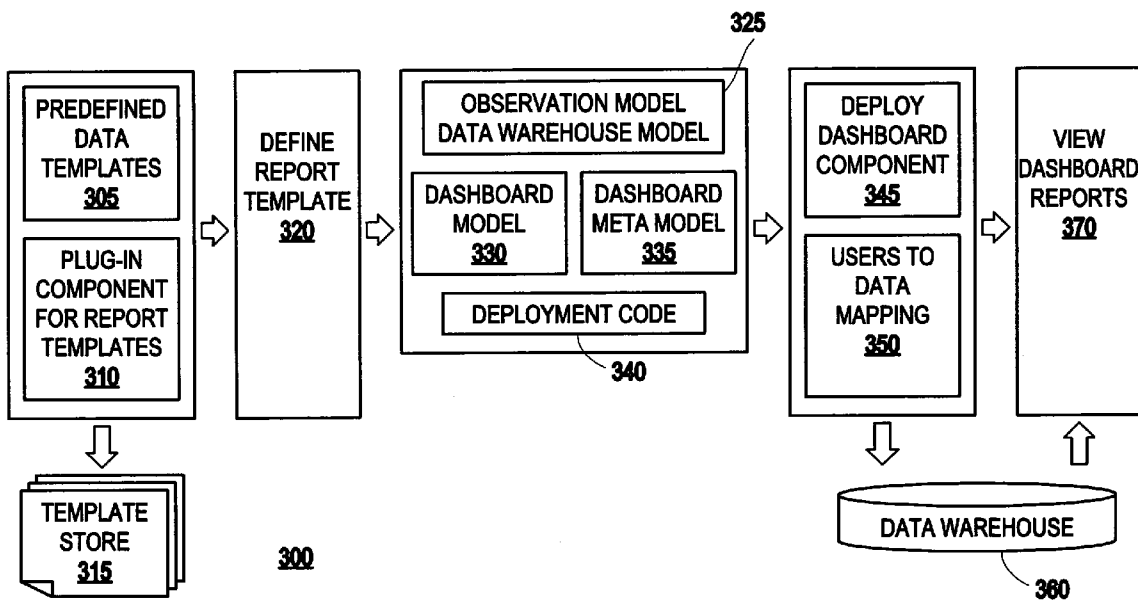 325
PREDEFINED
DATA
TEMPLATES
305
PLUG-IN
COMPONENT
FOR REPORT
TEMPLATES
310
TEMPLATE
STORE
315
DEFINE
REPORT
TEMPLATE
320
OBSERVATION MODEL
DATA WAREHOUSE MODEL
DASHBOARD
MODEL
330
DASHBOARD
META MODEL
335
DEPLOYMENT CODE
340
DEPLOY
DASHBOARD
COMPONENT
345
USERS TO
DATA
MAPPING
350
VIEW
DASHBOARD
REPORTS
370
DATA WAREHOUSE
360
300